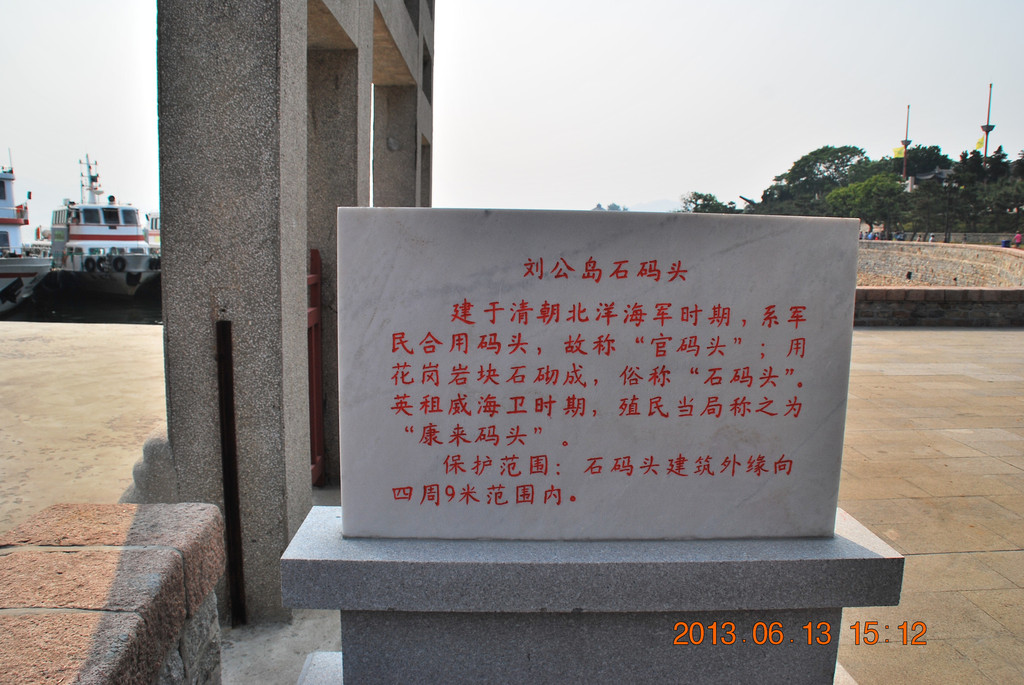 刘公岛石码头
建于清朝北洋海军时期，系军
民合用码头，故称“官码头”；用
花岗岩块石砌成，俗称“石码头”。
英租威海卫时期，殖民当局称之为
“康来码头”。
保护范围：石码头建筑外缘向
四周9米范围内。
2013.06.13 15:12